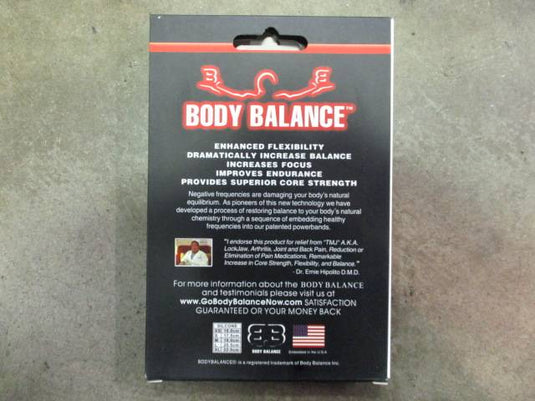 BODY BALANCE™
ENHANCED FLEXIBILITY
DRAMATICALLY INCREASE BALANCE
INCREASES FOCUS
IMPROVES ENDURANCE
PROVIDES SUPERIOR CORE STRENGTH
Negative frequencies are damaging your body's natural
equilibrium. As pioneers of this new technology we have
developed a process of restoring balance to your body's natural
chemistry through a sequence of embedding healthy
frequencies into our patented powerbands.
"I endorse this product for relief from "TMJ" A.K.A.
LockJaw, Arthritis, Joint and Back Pain, Reduction or
Elimination of Pain Medications. Remarkable
Increase in Core Strength, Flexibility, and Balance."
- Dr. Ernie Hipolito D.M.D.
For more information about the BODY BALANCE
and testimonials please visit us at
www.GoBodyBalanceNow.com SATISFACTION
GUARANTEED OR YOUR MONEY BACK
SILICONE
BODY BALANCE
Embedded in the U.S.A
BODYBALANCE® is a registered trademark of Body Balance Inc.